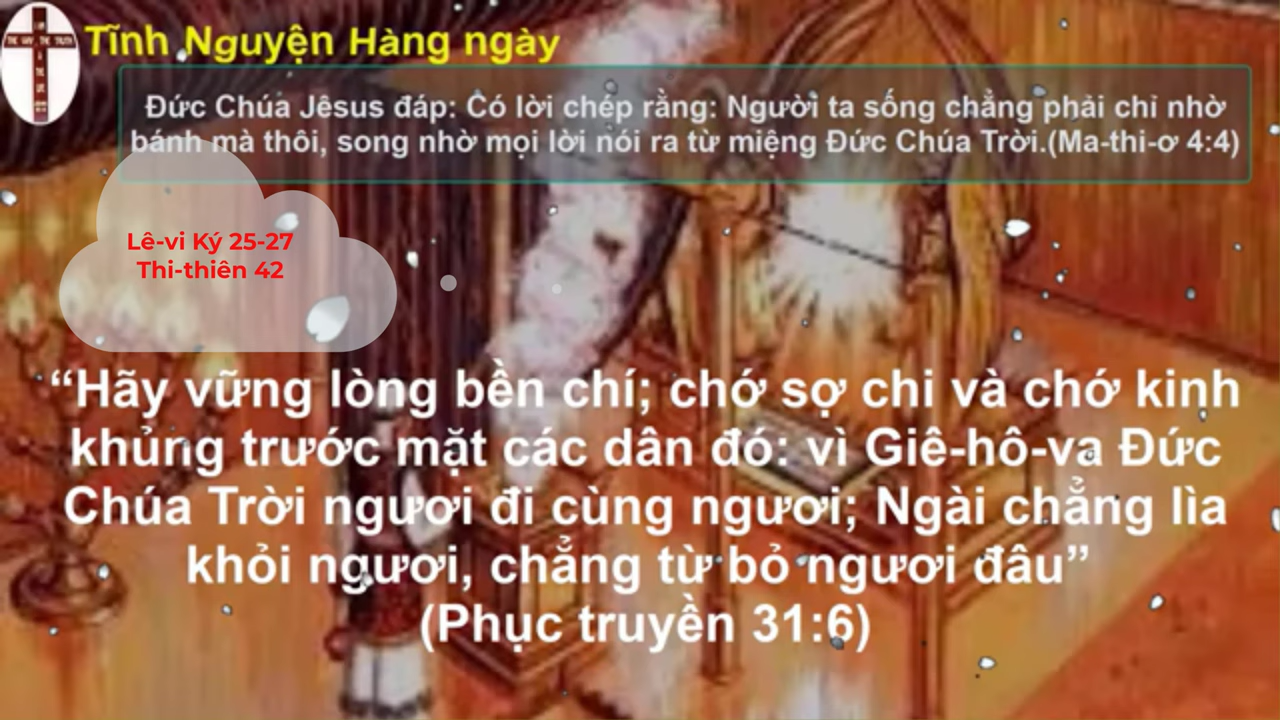 Tĩnh Nguyện Hàng ngày
Đức Chúa Jêsus đáp: Có lời chép rằng: Người ta sống chẳng phải chỉ nhờ
bánh mà thôi, song nhờ mọi lời nói ra từ miệng Đức Chúa Trời.(Ma-thi-ơ 4:4)
Lê-vi Ký 25-27
Thi-thiên 42
“Hãy vững lòng bền chí; chớ sợ chi và chớ kinh
khủng trước mặt các dân đó: vì Giê-hô-va Đức
Chúa Trời ngươi đi cùng ngươi; Ngài chẳng lìa
khỏi ngươi, chẳng từ bỏ ngươi đâu”
(Phục truyền 31:6)